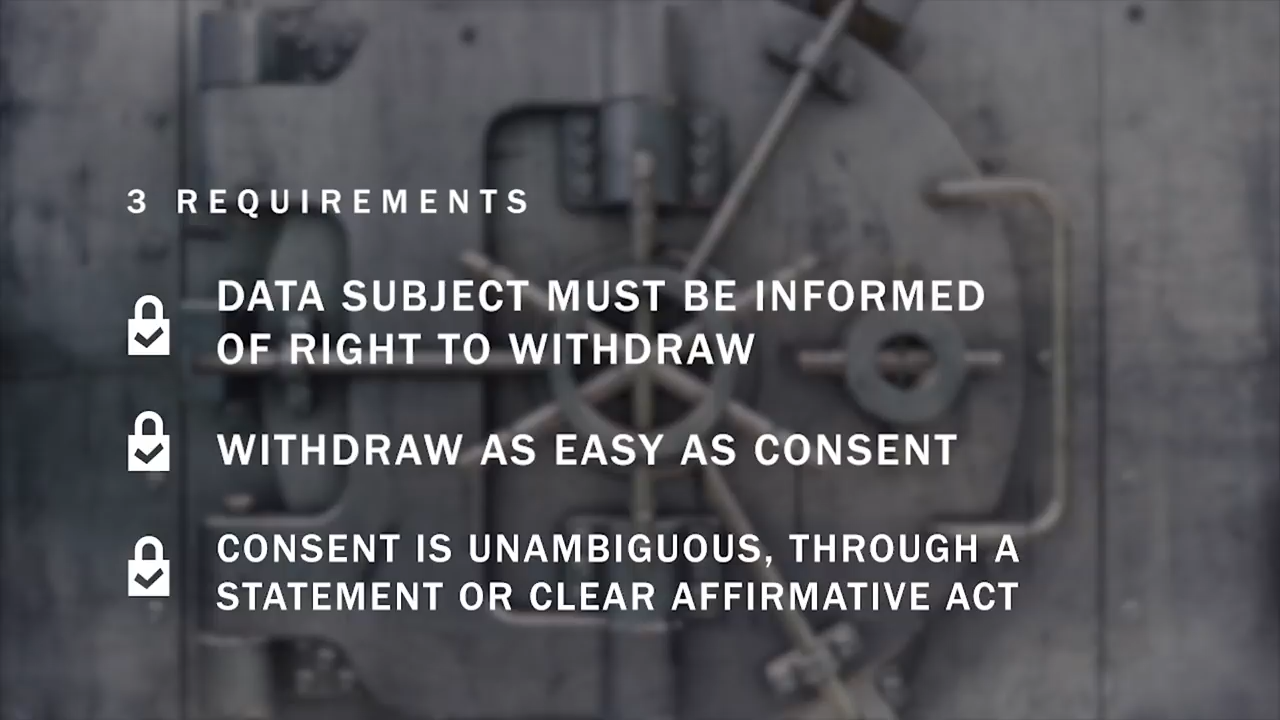 3 REQUIREMENTS
DATA SUBJECT MUST BE INFORMED
OF RIGHT TO WITHDRAW
WITHDRAW AS EASY AS CONSENT
CONSENT IS UNAMBIGUOUS, THROUGH A
STATEMENT OR CLEAR AFFIRMATIVE ACT